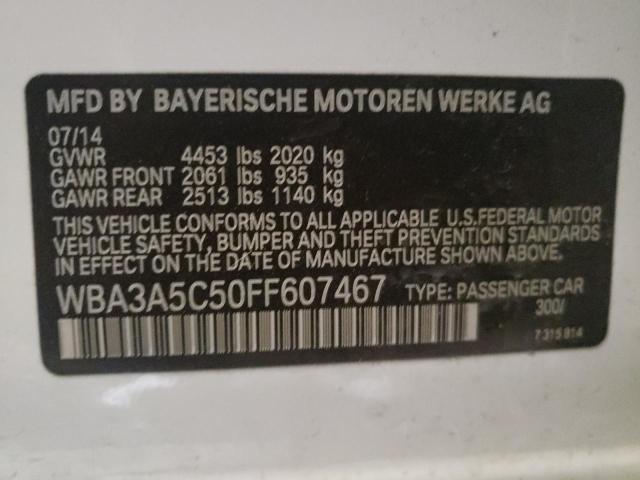 MFD BY BAYERISCHE MOTOREN WERKE AG
07/14
GVWR 4453 lbs 2020 kg
GAWR FRONT 2061 lbs 935 kg
GAWR REAR 2513 lbs 1140 kg
THIS VEHICLE CONFORMS TO ALL APPLICABLE U.S.FEDERAL MOTOR
VEHICLE SAFETY, BUMPER AND THEFT PREVENTION STANDARDS
IN EFFECT ON THE DATE OF MANUFACTURE SHOWN ABOVE.
WBA3A5C50FF607467 TYPE: PASSENGER CAR
300/
7 315 814